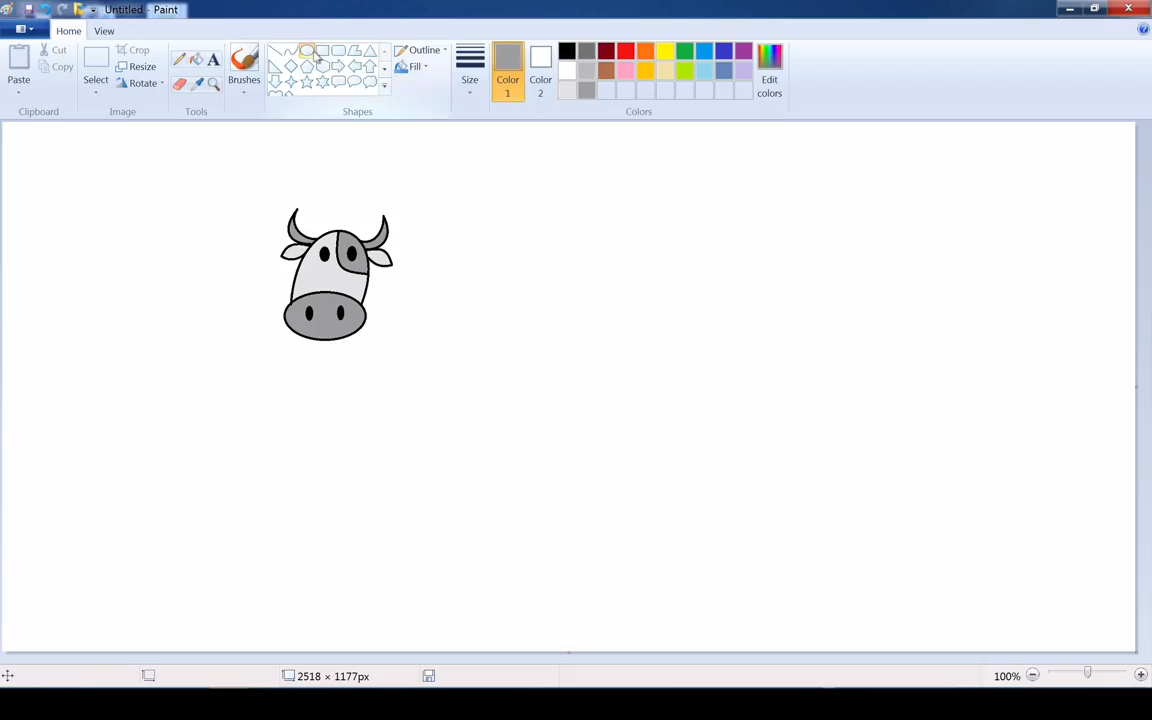 Untitled - Paint
Home View
Paste
Cut
Copy
Clipboard
Select
Crop
Resize
Rotate
Image
A
Tools
Brushes
Shapes
Outline
Fill
Size
Color 1
Color 2
Edit colors
Colors
2518 × 1177px
100%